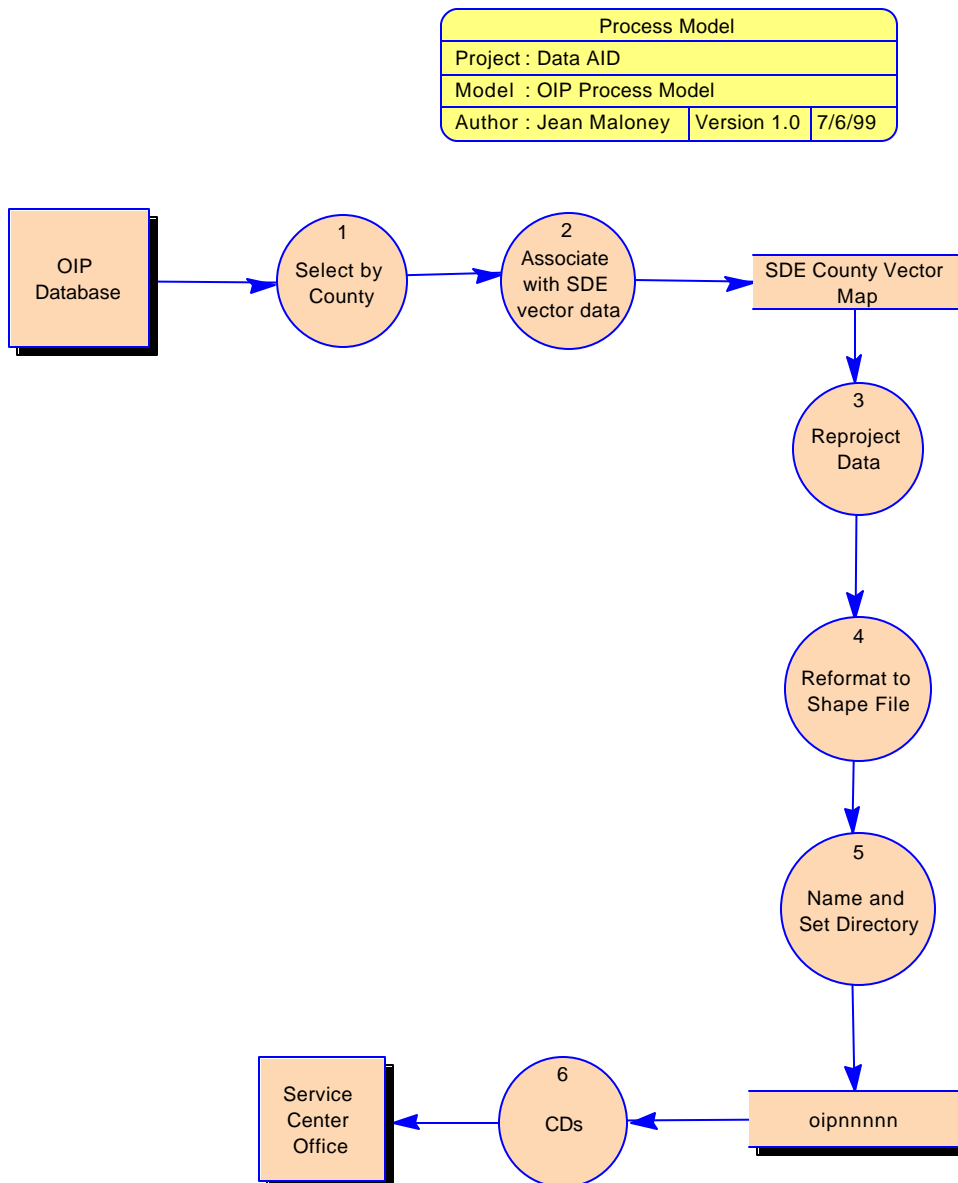 Process Model
Project : Data AID
Model : OIP Process Model
Author : Jean Maloney Version 1.0 7/6/99
OIP
Database
1
Select by
County
2
Associate
with SDE
vector data
SDE County Vector
Map
3
Reproject
Data
4
Reformat to
Shape File
5
Name and
Set Directory
oipnnnnn
6
CDs
Service
Center
Office